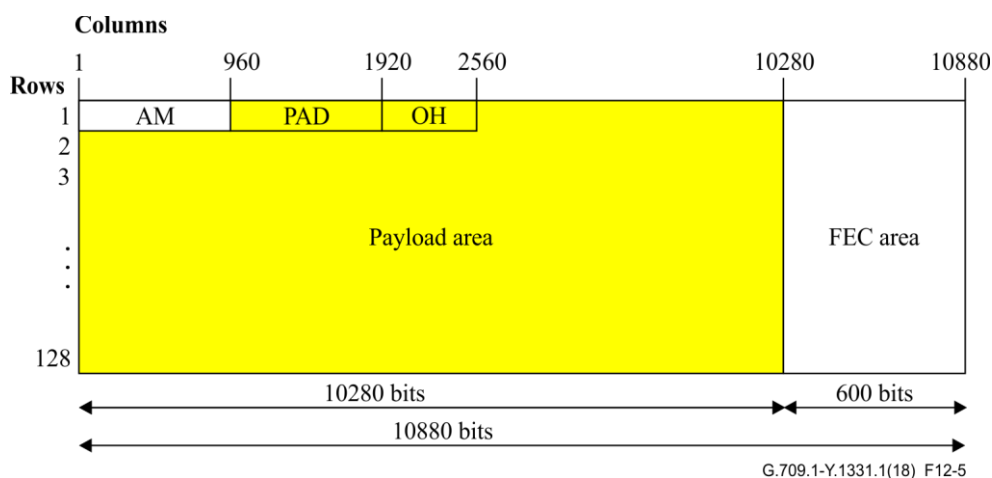 Columns
1 960 1920 2560 10280 10880
Rows
1 AM PAD OH
2
3
Payload area FEC area
128
10280 bits 600 bits
10880 bits
G.709.1-Y.1331.1(18) F12-5